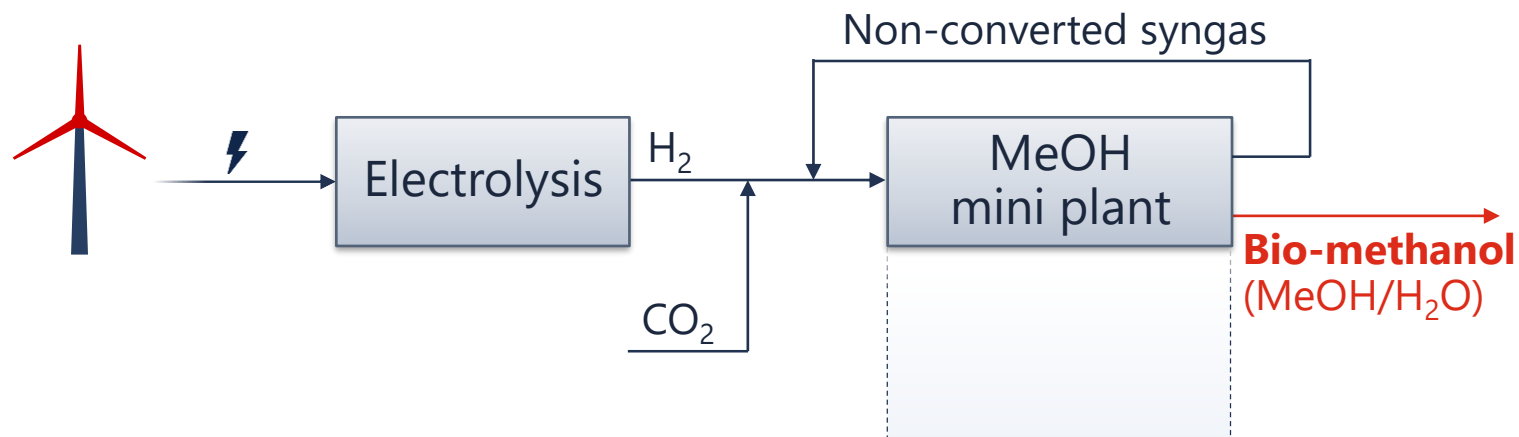 Non-converted syngas
Electrolysis
H₂
MeOH
mini plant
CO₂
Bio-methanol
(MeOH/H₂O)